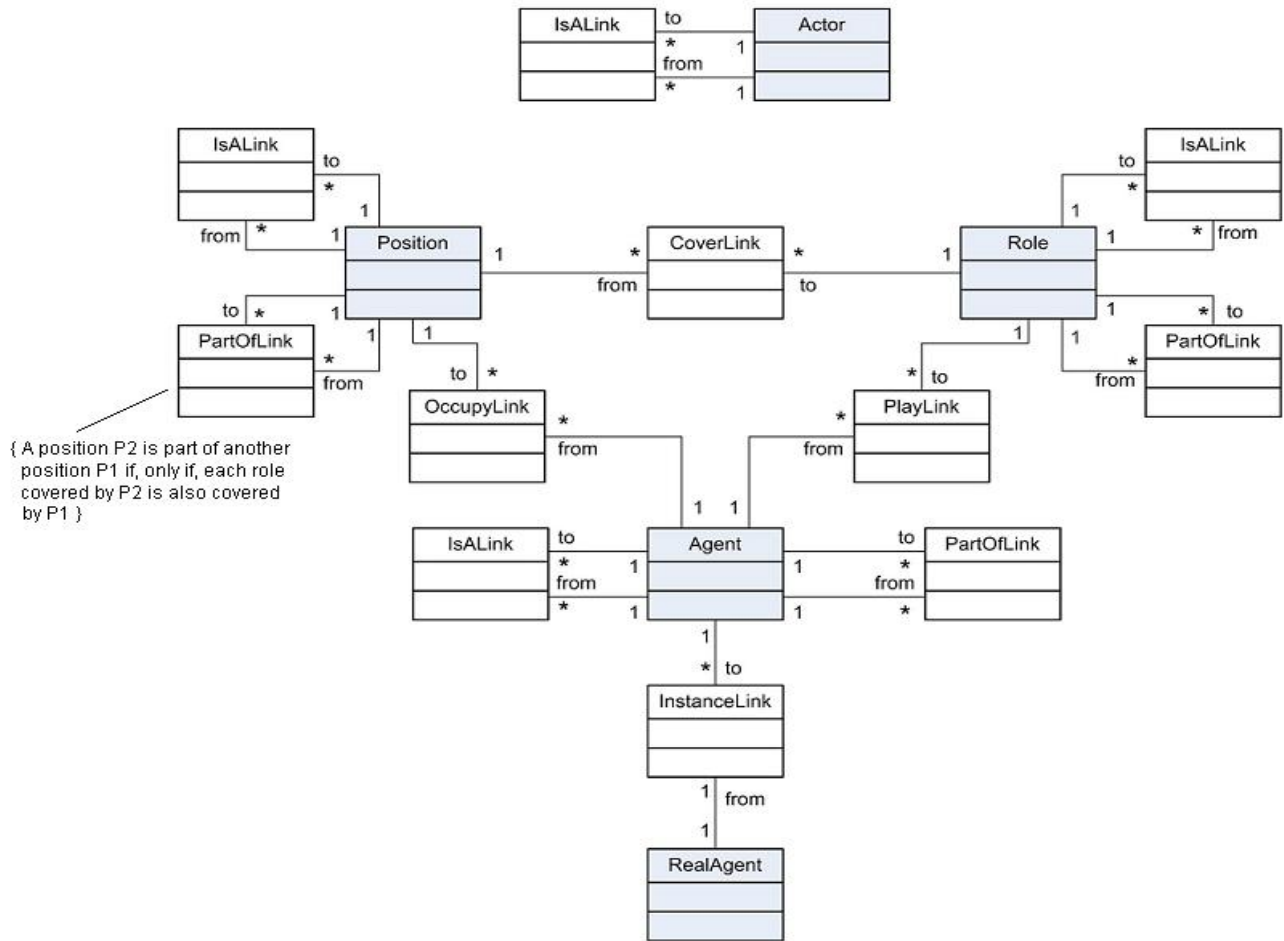 IsALink to Actor
* 1
from
* 1
IsALink IsALink
to to
* *
1 1
from * 1 1 * from
Position 1 * CoverLink * 1 Role
from to
to * 1 1 * to
PartOfLink 1 1 PartOfLink
* 1 1 *
from from
to * * to
OccupyLink PlayLink
* *
from from
{ A position P2 is part of another
position P1 if, only if, each role
covered by P2 is also covered
by P1 }
1 1
IsALink to Agent to PartOfLink
* 1 1 *
from from
* 1 1 *
1
* to
InstanceLink
1 from
1
RealAgent